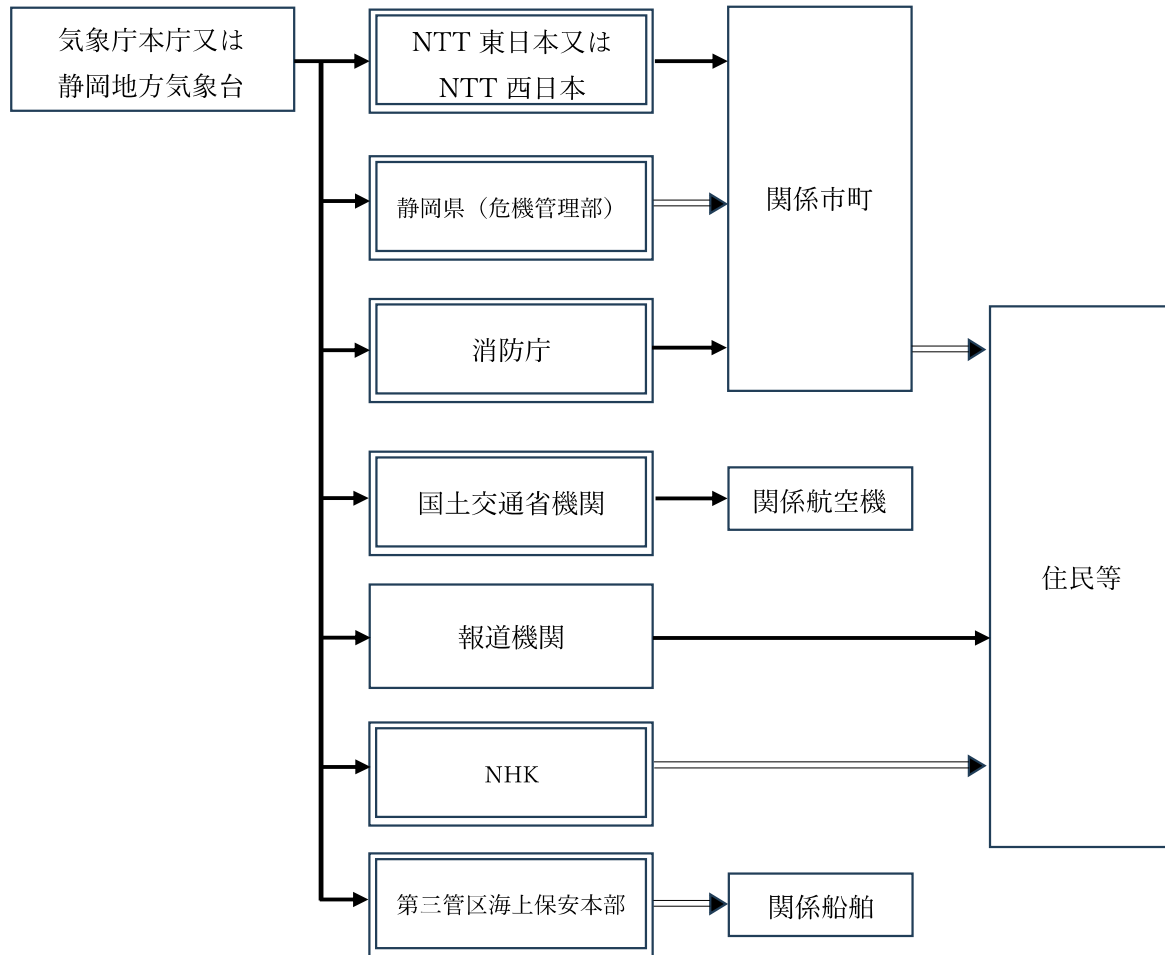 気象庁本庁又は
静岡地方気象台
NTT 東日本又は
NTT 西日本
静岡県（危機管理部）
消防庁
国土交通省機関
報道機関
NHK
第三管区海上保安本部
関係市町
関係航空機
関係船舶
住民等